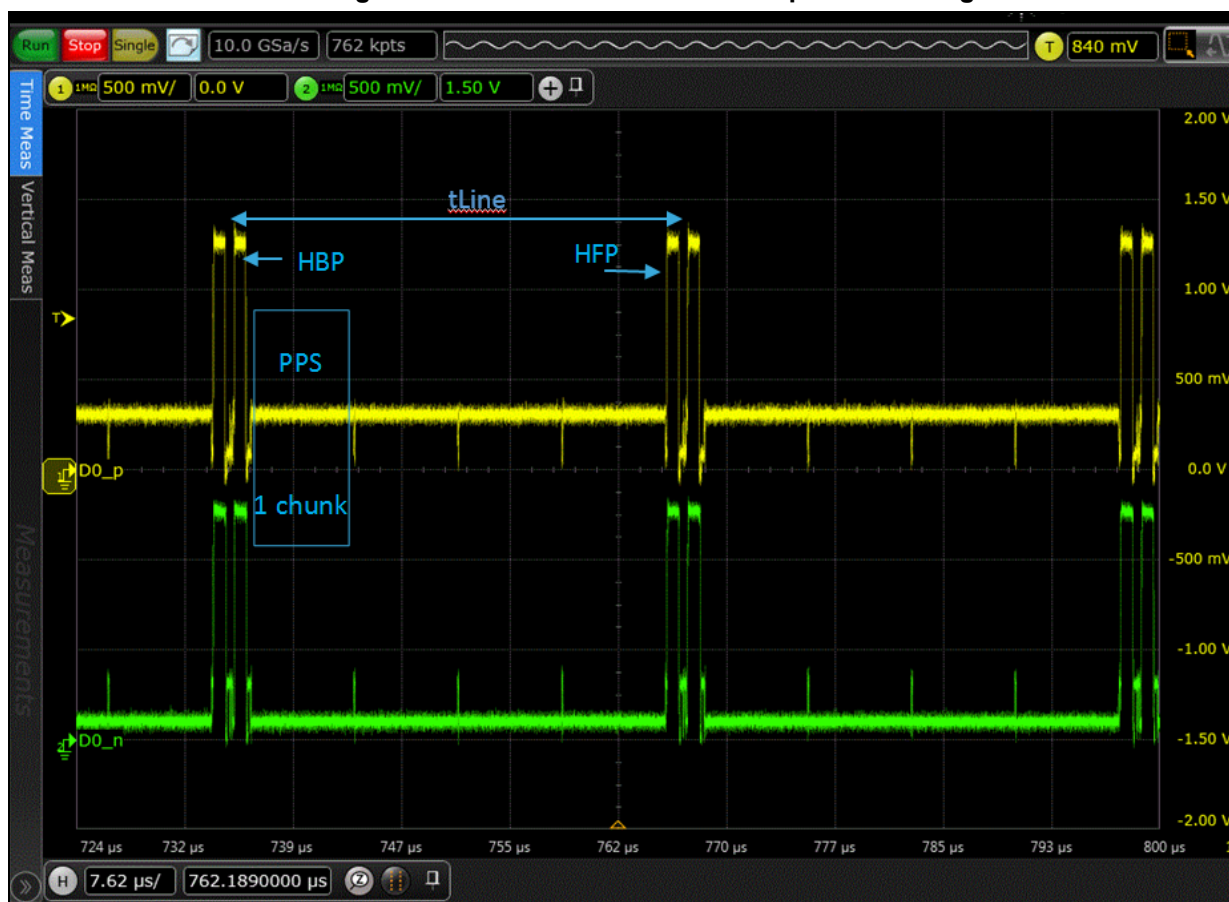 Run Stop Single 10.0 GSa/s 762 kpts T 840 mV
1 1MΩ 500 mV/ 0.0 V 2 1MΩ 500 mV/ 1.50 V
Time Meas
Vertical Meas
Measurements
2.00 V
1.50 V
1.00 V
500 mV
0.0 V
-500 mV
-1.00 V
-1.50 V
-2.00 V
tLine
HBP
HFP
T
PPS
1 chunk
1 D0_p
2 D0_n
724 µs 732 µs 739 µs 747 µs 755 µs 762 µs 770 µs 777 µs 785 µs 793 µs 800 µs
H 7.62 µs/ 762.1890000 µs